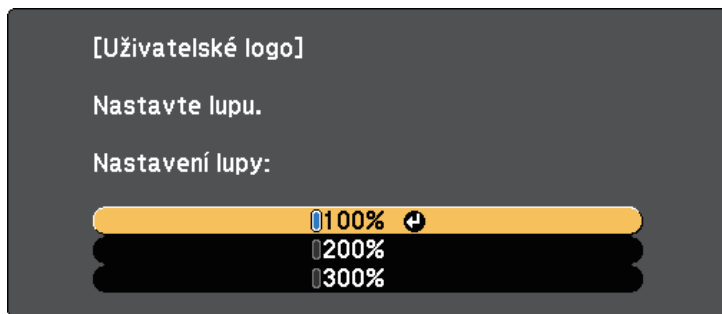 [Uživatelské logo]
Nastavte lupu.
Nastavení lupy:
100%
200%
300%